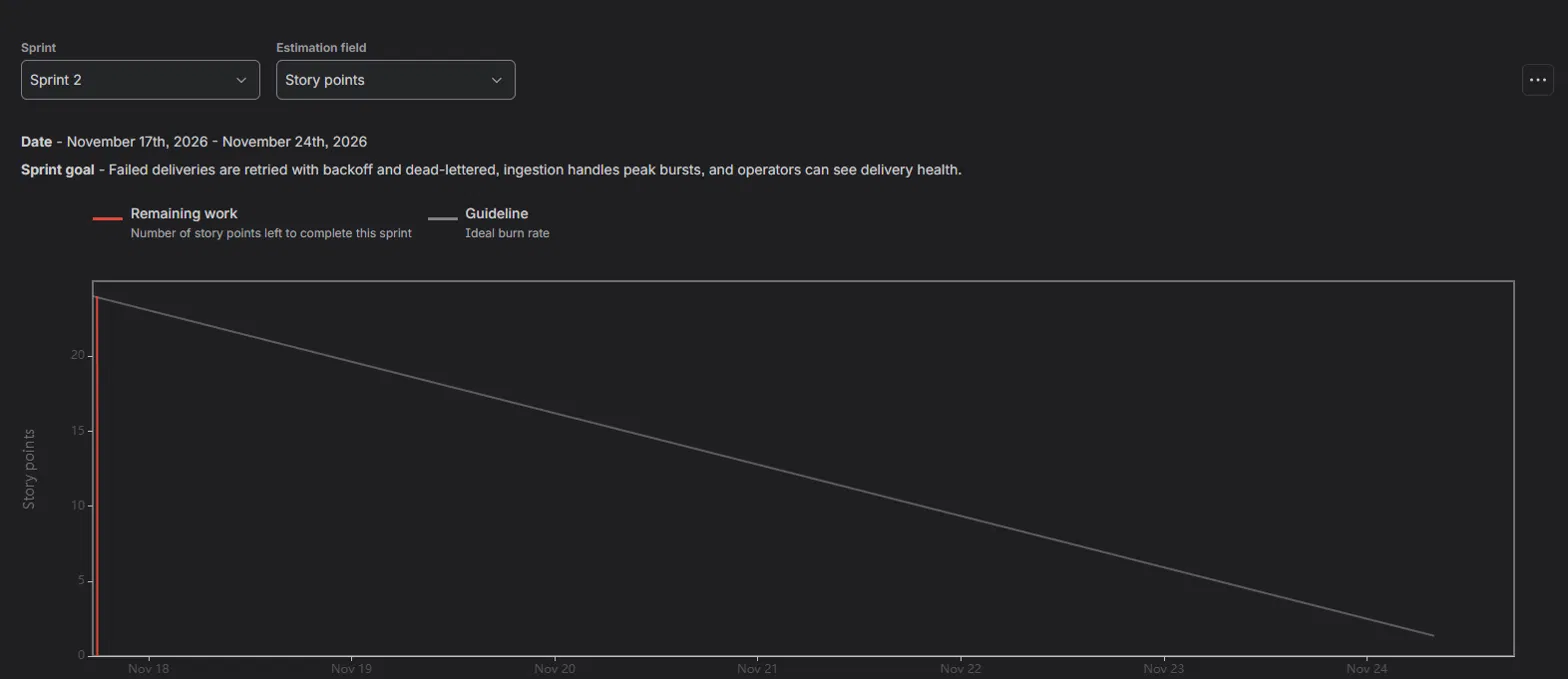 Sprint
Estimation field
Sprint 2
Story points
Date - November 17th, 2026 - November 24th, 2026
Sprint goal - Failed deliveries are retried with backoff and dead-lettered, ingestion handles peak bursts, and operators can see delivery health.
Remaining work
Number of story points left to complete this sprint
Guideline
Ideal burn rate
Story points
20
15
10
5
0
Nov 18
Nov 19
Nov 20
Nov 21
Nov 22
Nov 23
Nov 24